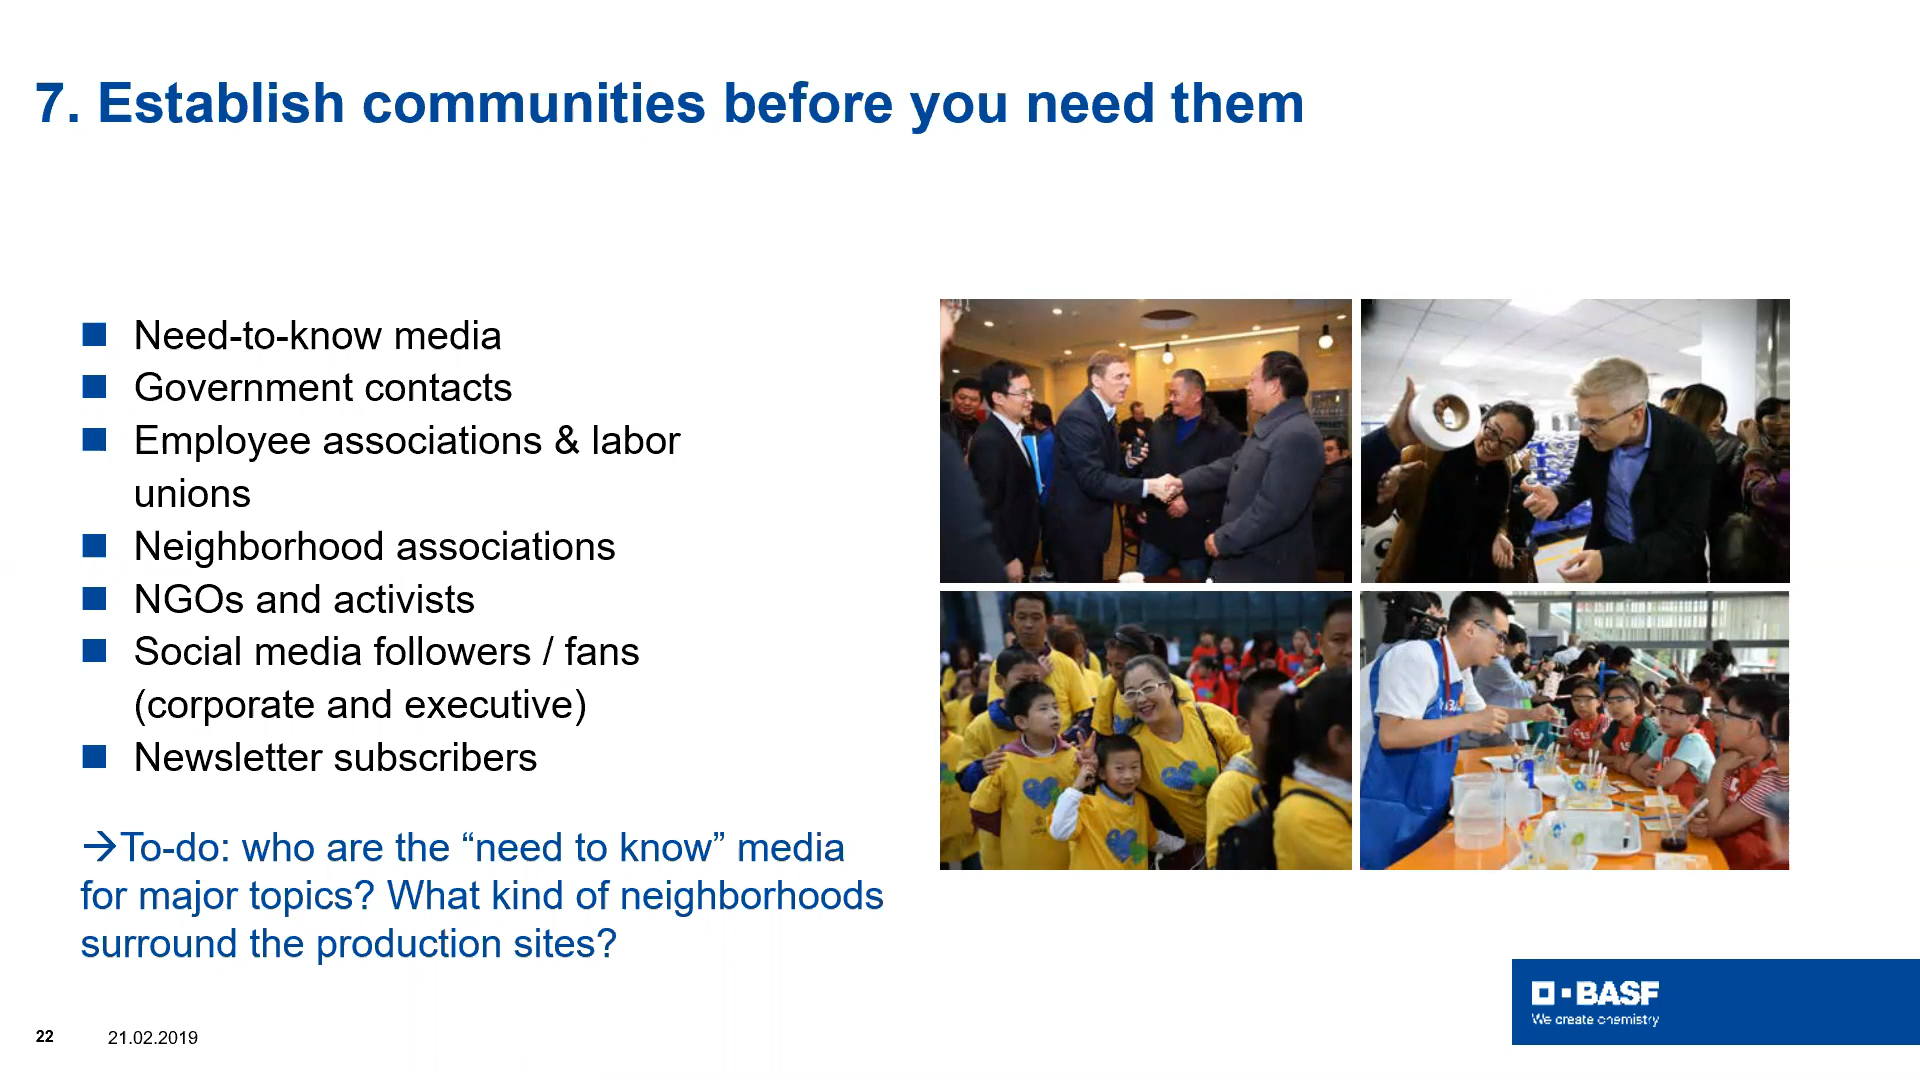 7. Establish communities before you need them
■ Need-to-know media
■ Government contacts
■ Employee associations & labor
unions
■ Neighborhood associations
■ NGOs and activists
■ Social media followers / fans
(corporate and executive)
■ Newsletter subscribers
→To-do: who are the “need to know” media
for major topics? What kind of neighborhoods
surround the production sites?
BASF
We create chemistry
22 21.02.2019